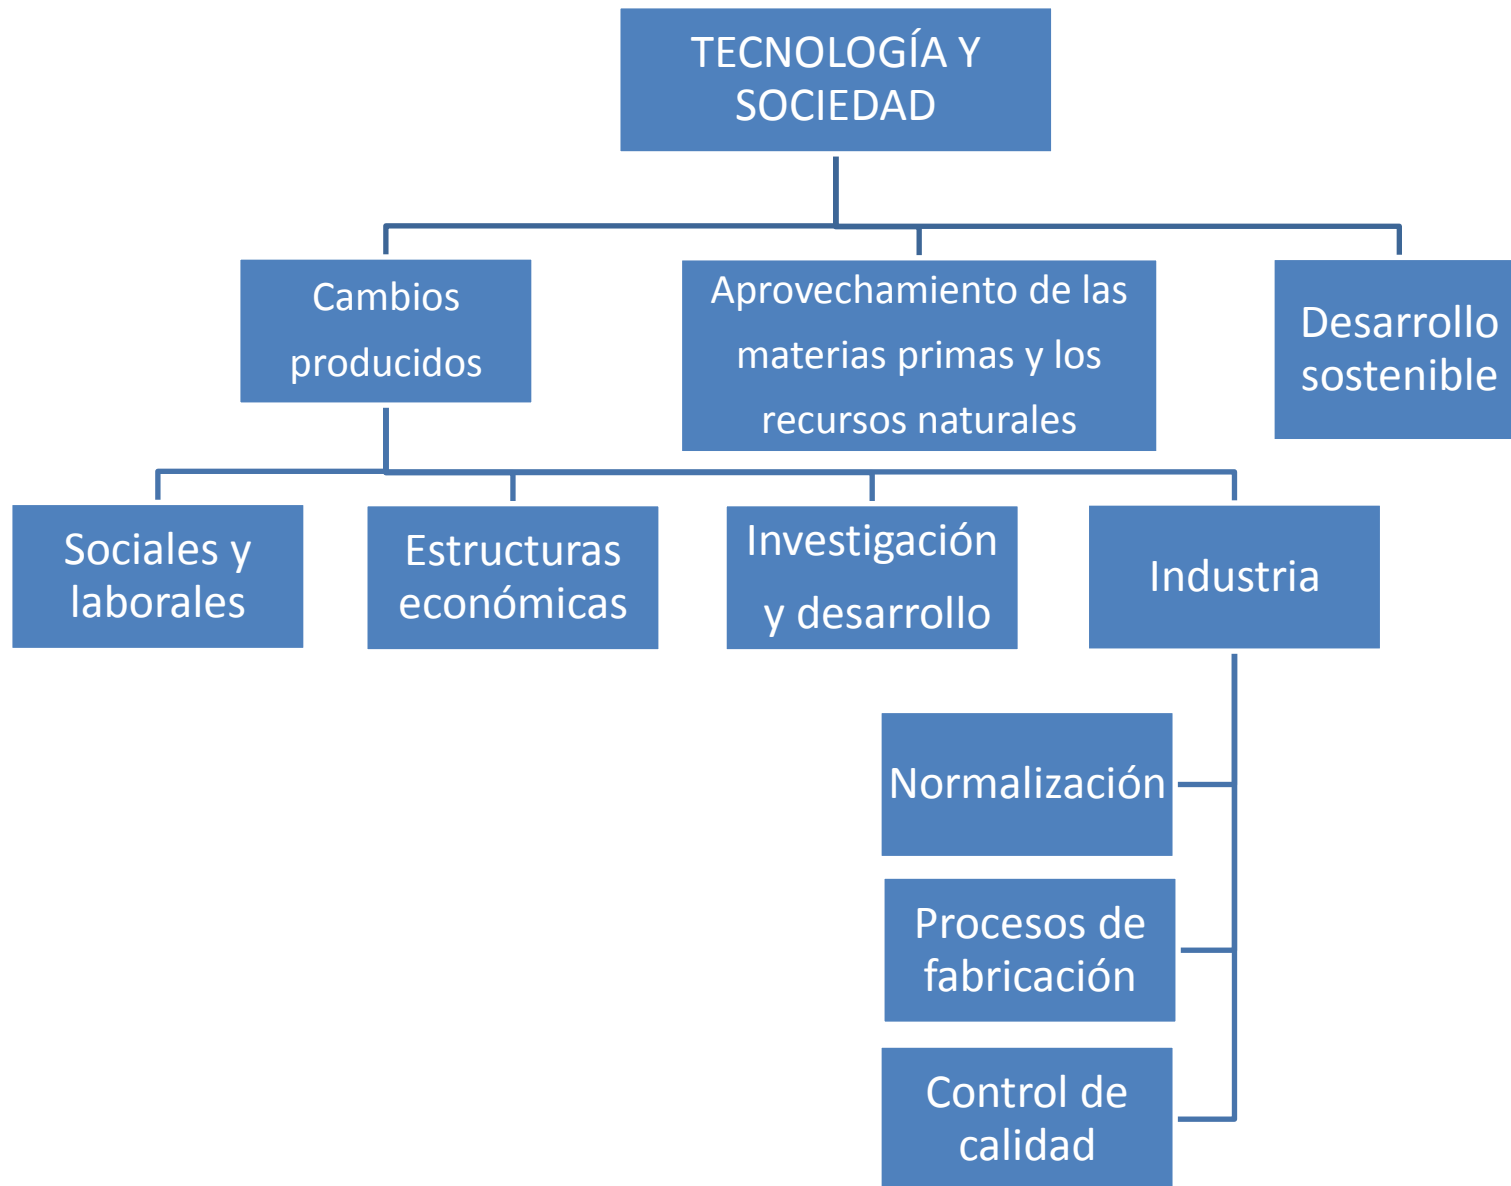 TECNOLOGÍA Y
SOCIEDAD
Cambios
producidos
Aprovechamiento de las
materias primas y los
recursos naturales
Desarrollo
sostenible
Sociales y
laborales
Estructuras
económicas
Investigación
y desarrollo
Industria
Normalización
Procesos de
fabricación
Control de
calidad